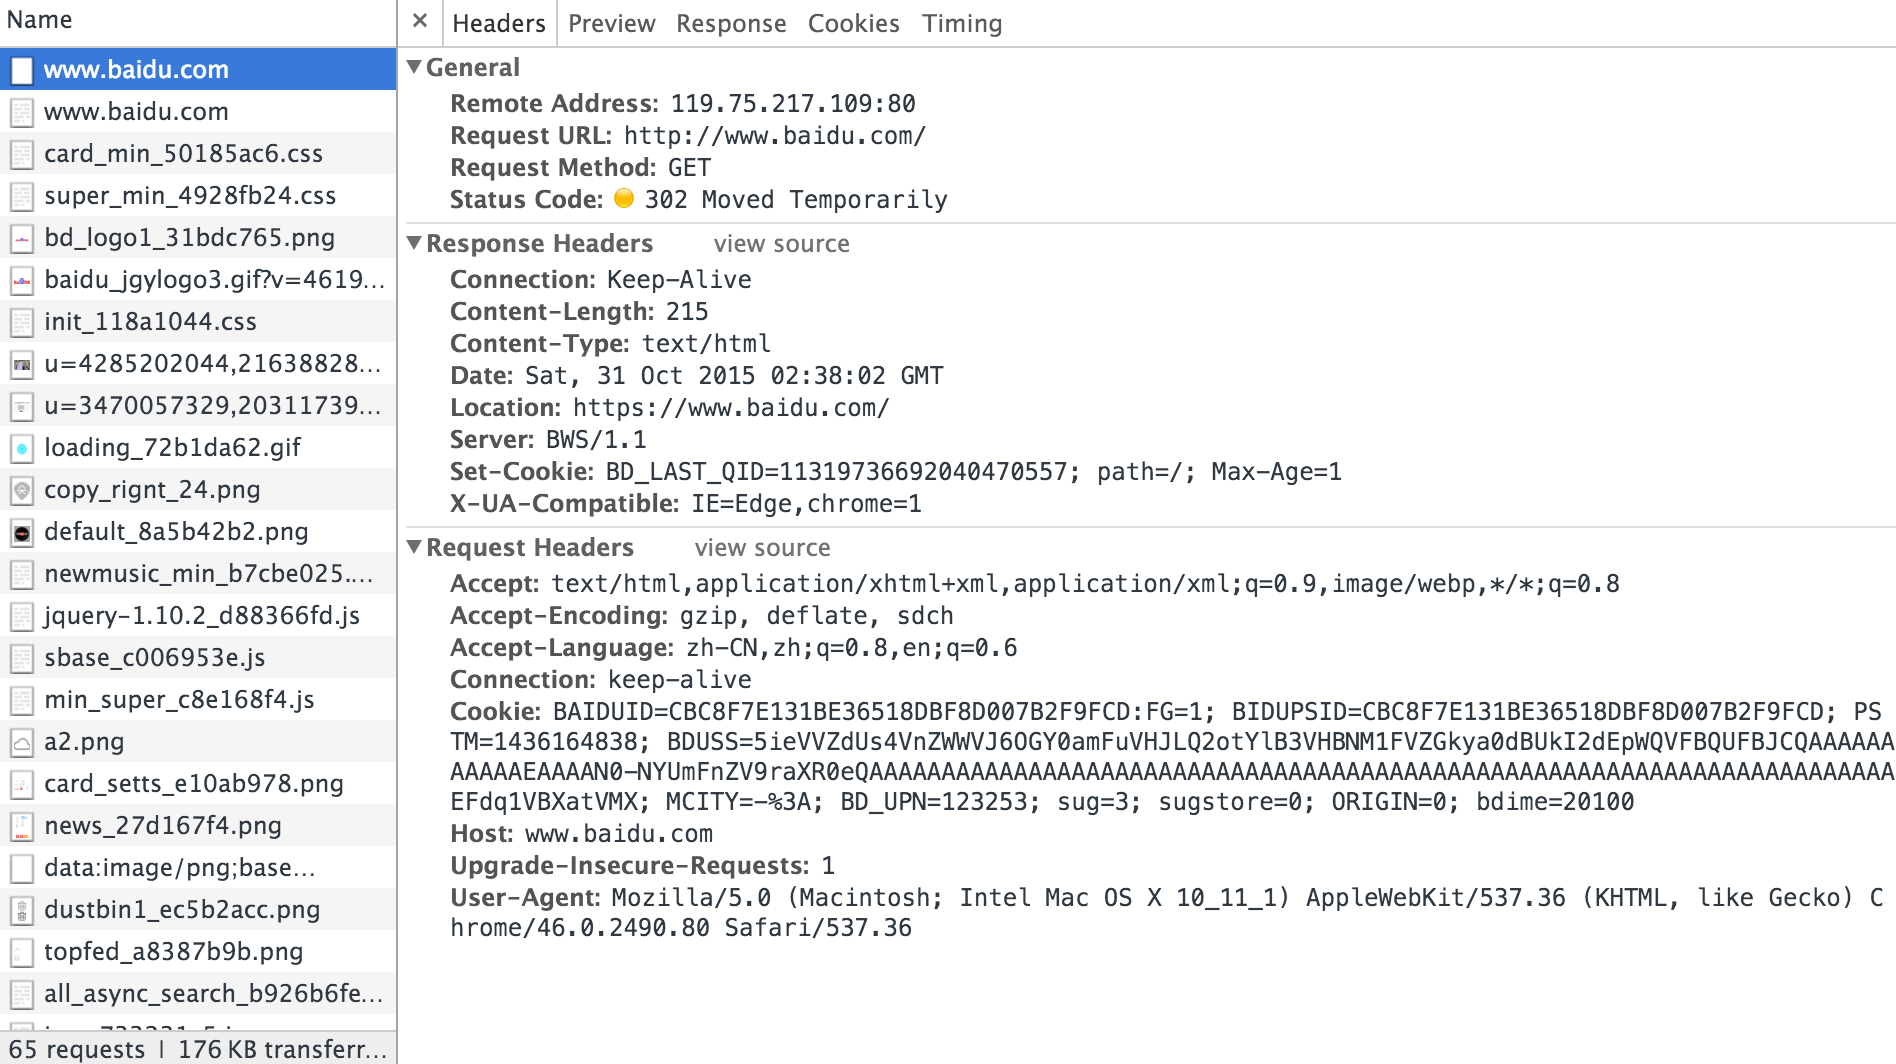 Name
www.baidu.com
www.baidu.com
card_min_50185ac6.css
super_min_4928fb24.css
bd_logo1_31bdc765.png
baidu_jgylogo3.gif?v=4619...
init_118a1044.css
u=4285202044,21638828...
u=3470057329,20311739...
loading_72b1da62.gif
copy_rignt_24.png
default_8a5b42b2.png
newmusic_min_b7cbe025....
jquery-1.10.2_d88366fd.js
sbase_c006953e.js
min_super_c8e168f4.js
a2.png
card_setts_e10ab978.png
news_27d167f4.png
data:image/png;base...
dustbin1_ec5b2acc.png
topfed_a8387b9b.png
all_async_search_b926b6fe...
65 requests | 176 KB transferr...
× Headers Preview Response Cookies Timing
▼General
Remote Address: 119.75.217.109:80
Request URL: http://www.baidu.com/
Request Method: GET
Status Code: 302 Moved Temporarily
▼Response Headers view source
Connection: Keep-Alive
Content-Length: 215
Content-Type: text/html
Date: Sat, 31 Oct 2015 02:38:02 GMT
Location: https://www.baidu.com/
Server: BWS/1.1
Set-Cookie: BD_LAST_QID=11319736692040470557; path=/; Max-Age=1
X-UA-Compatible: IE=Edge,chrome=1
▼Request Headers view source
Accept: text/html,application/xhtml+xml,application/xml;q=0.9,image/webp,*/*;q=0.8
Accept-Encoding: gzip, deflate, sdch
Accept-Language: zh-CN,zh;q=0.8,en;q=0.6
Connection: keep-alive
Cookie: BAIDUID=CBC8F7E131BE36518DBF8D007B2F9FCD:FG=1; BIDUPSID=CBC8F7E131BE36518DBF8D007B2F9FCD; PS
TM=1436164838; BDUSS=5ieVVZdUs4VnZWWVJ6OGY0amFuVHJLQ2otYlB3VHBNM1FVZGkya0dBUkI2dEpWQVFBQUFBJCQAAAAAA
AAAAAEAAAAN0-NYUmFnZV9raXR0eQAAAAAAAAAAAAAAAAAAAAAAAAAAAAAAAAAAAAAAAAAAAAAAAAAAAAAAAAAAAAAAAAAAAAAA
EFdq1VBXatVMX; MCITY=-%3A; BD_UPN=123253; sug=3; sugstore=0; ORIGIN=0; bdime=20100
Host: www.baidu.com
Upgrade-Insecure-Requests: 1
User-Agent: Mozilla/5.0 (Macintosh; Intel Mac OS X 10_11_1) AppleWebKit/537.36 (KHTML, like Gecko) C
hrome/46.0.2490.80 Safari/537.36